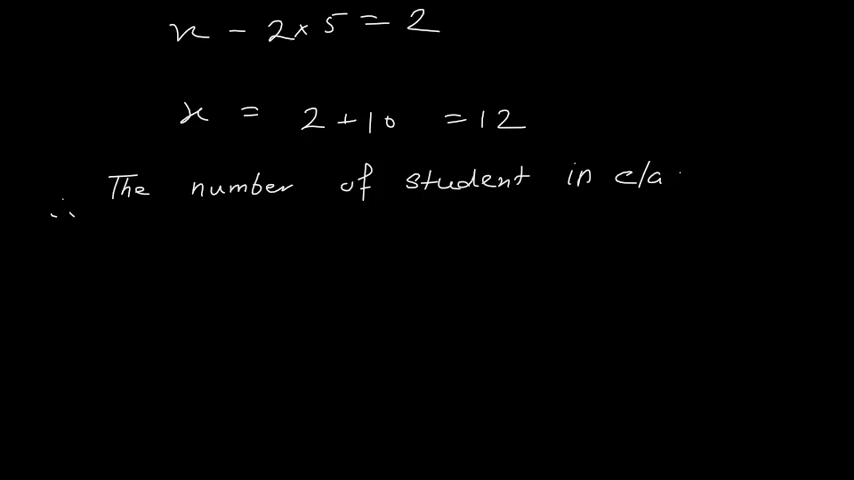 x - 2 × 5 = 2
x = 2 + 10 = 12
∴ The number of student in cla